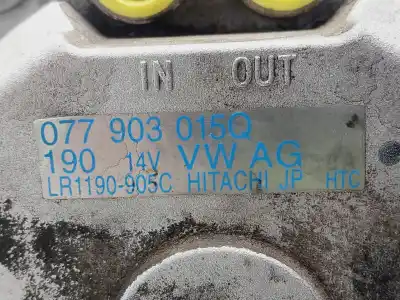 IN OUT
077 903 015Q
190 14V VW AG
LR1190-905C HITACHI JP HTC